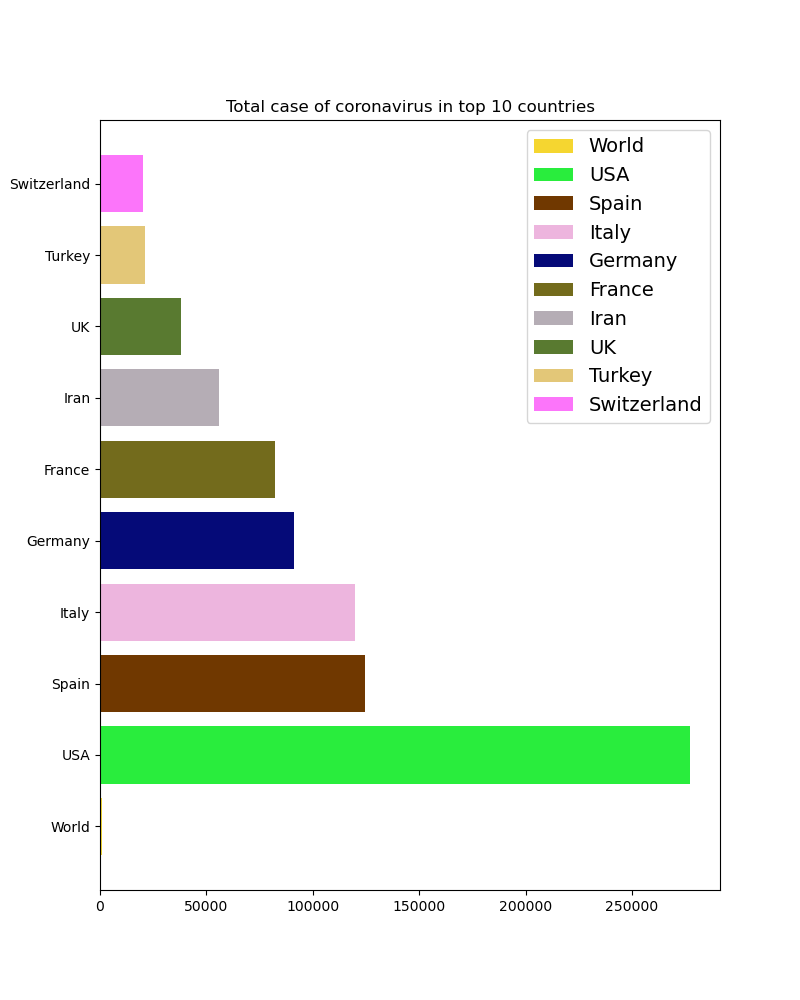 Total case of coronavirus in top 10 countries
World
USA
Spain
Italy
Germany
France
Iran
UK
Turkey
Switzerland
Switzerland
Turkey
UK
Iran
France
Germany
Italy
Spain
USA
World
0 50000 100000 150000 200000 250000